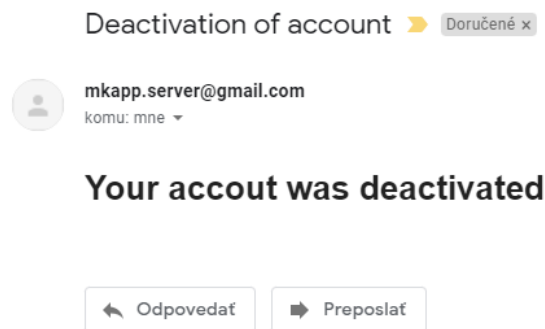 Deactivation of account Doručené ×
mkapp.server@gmail.com
komu: mne
Your accout was deactivated
Odpovedať Preposlať